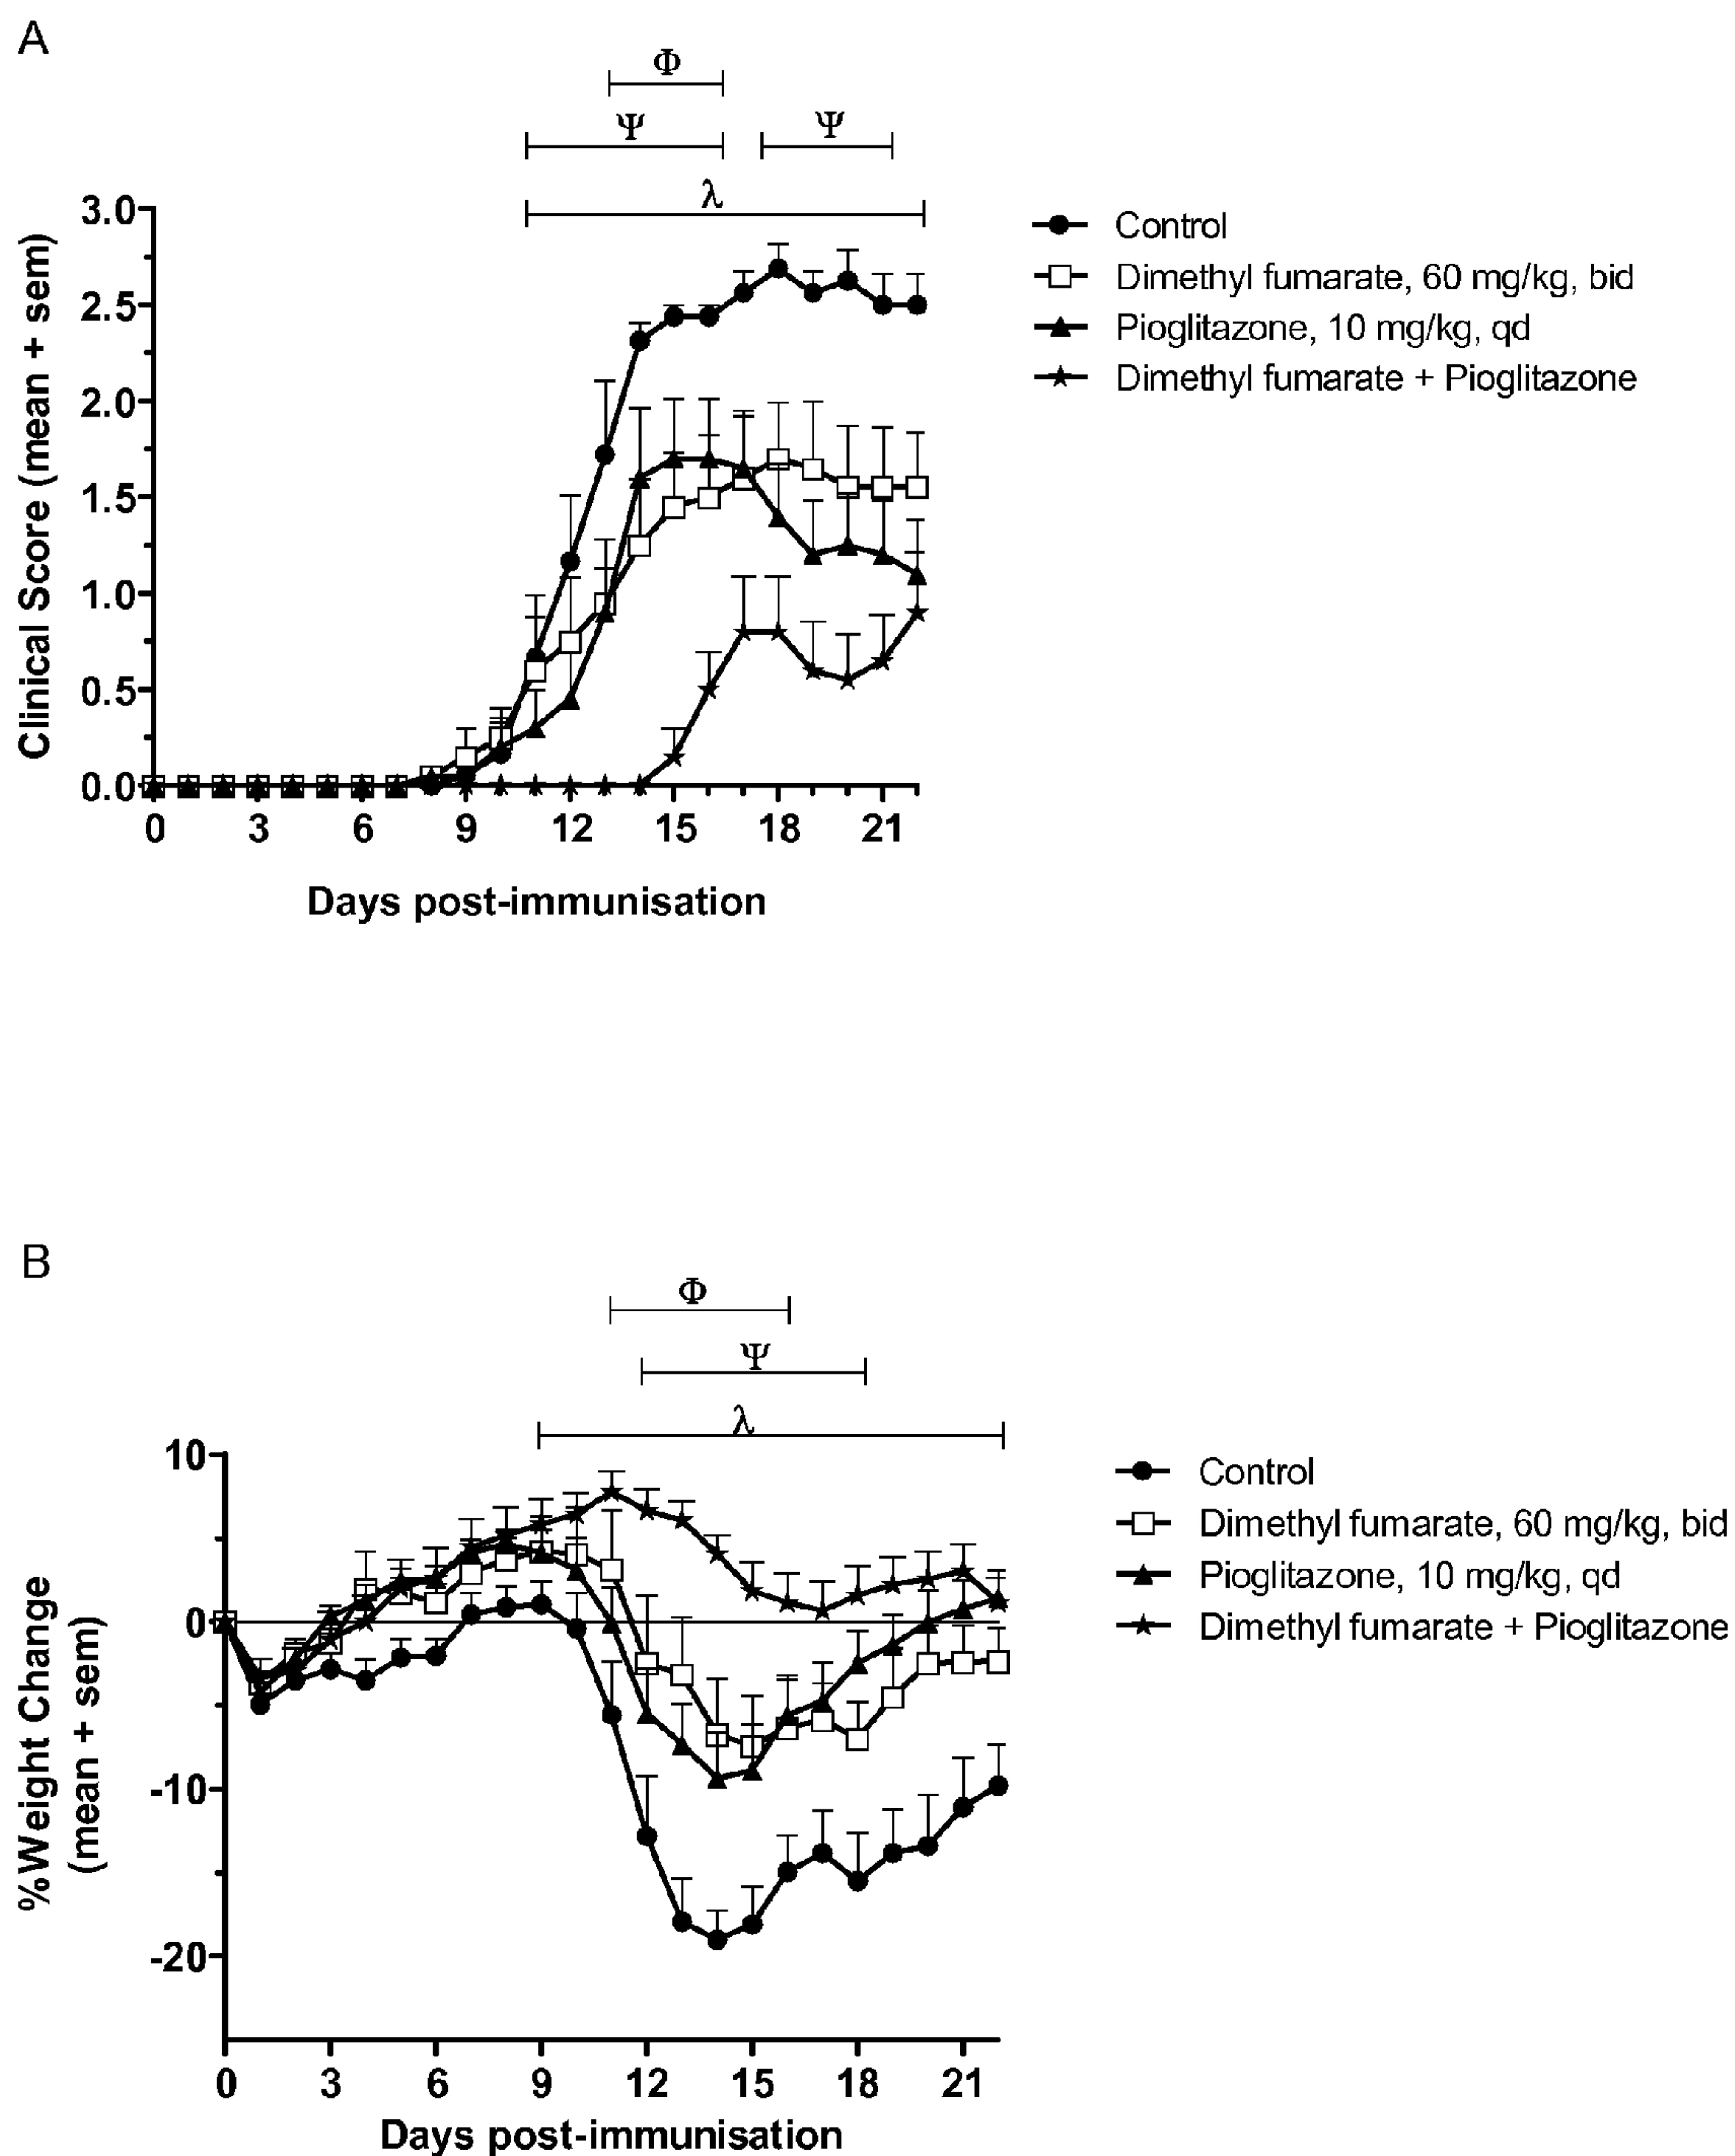 A
Φ
Ψ Ψ
λ
3.0
2.5
2.0
1.5
1.0
0.5
0.0
Clinical Score (mean + sem)
0 3 6 9 12 15 18 21
Days post-immunisation
Control
Dimethyl fumarate, 60 mg/kg, bid
Pioglitazone, 10 mg/kg, qd
Dimethyl fumarate + Pioglitazone
B
Φ
Ψ
λ
10
0
-10
-20
%Weight Change
(mean + sem)
0 3 6 9 12 15 18 21
Days post-immunisation
Control
Dimethyl fumarate, 60 mg/kg, bid
Pioglitazone, 10 mg/kg, qd
Dimethyl fumarate + Pioglitazone